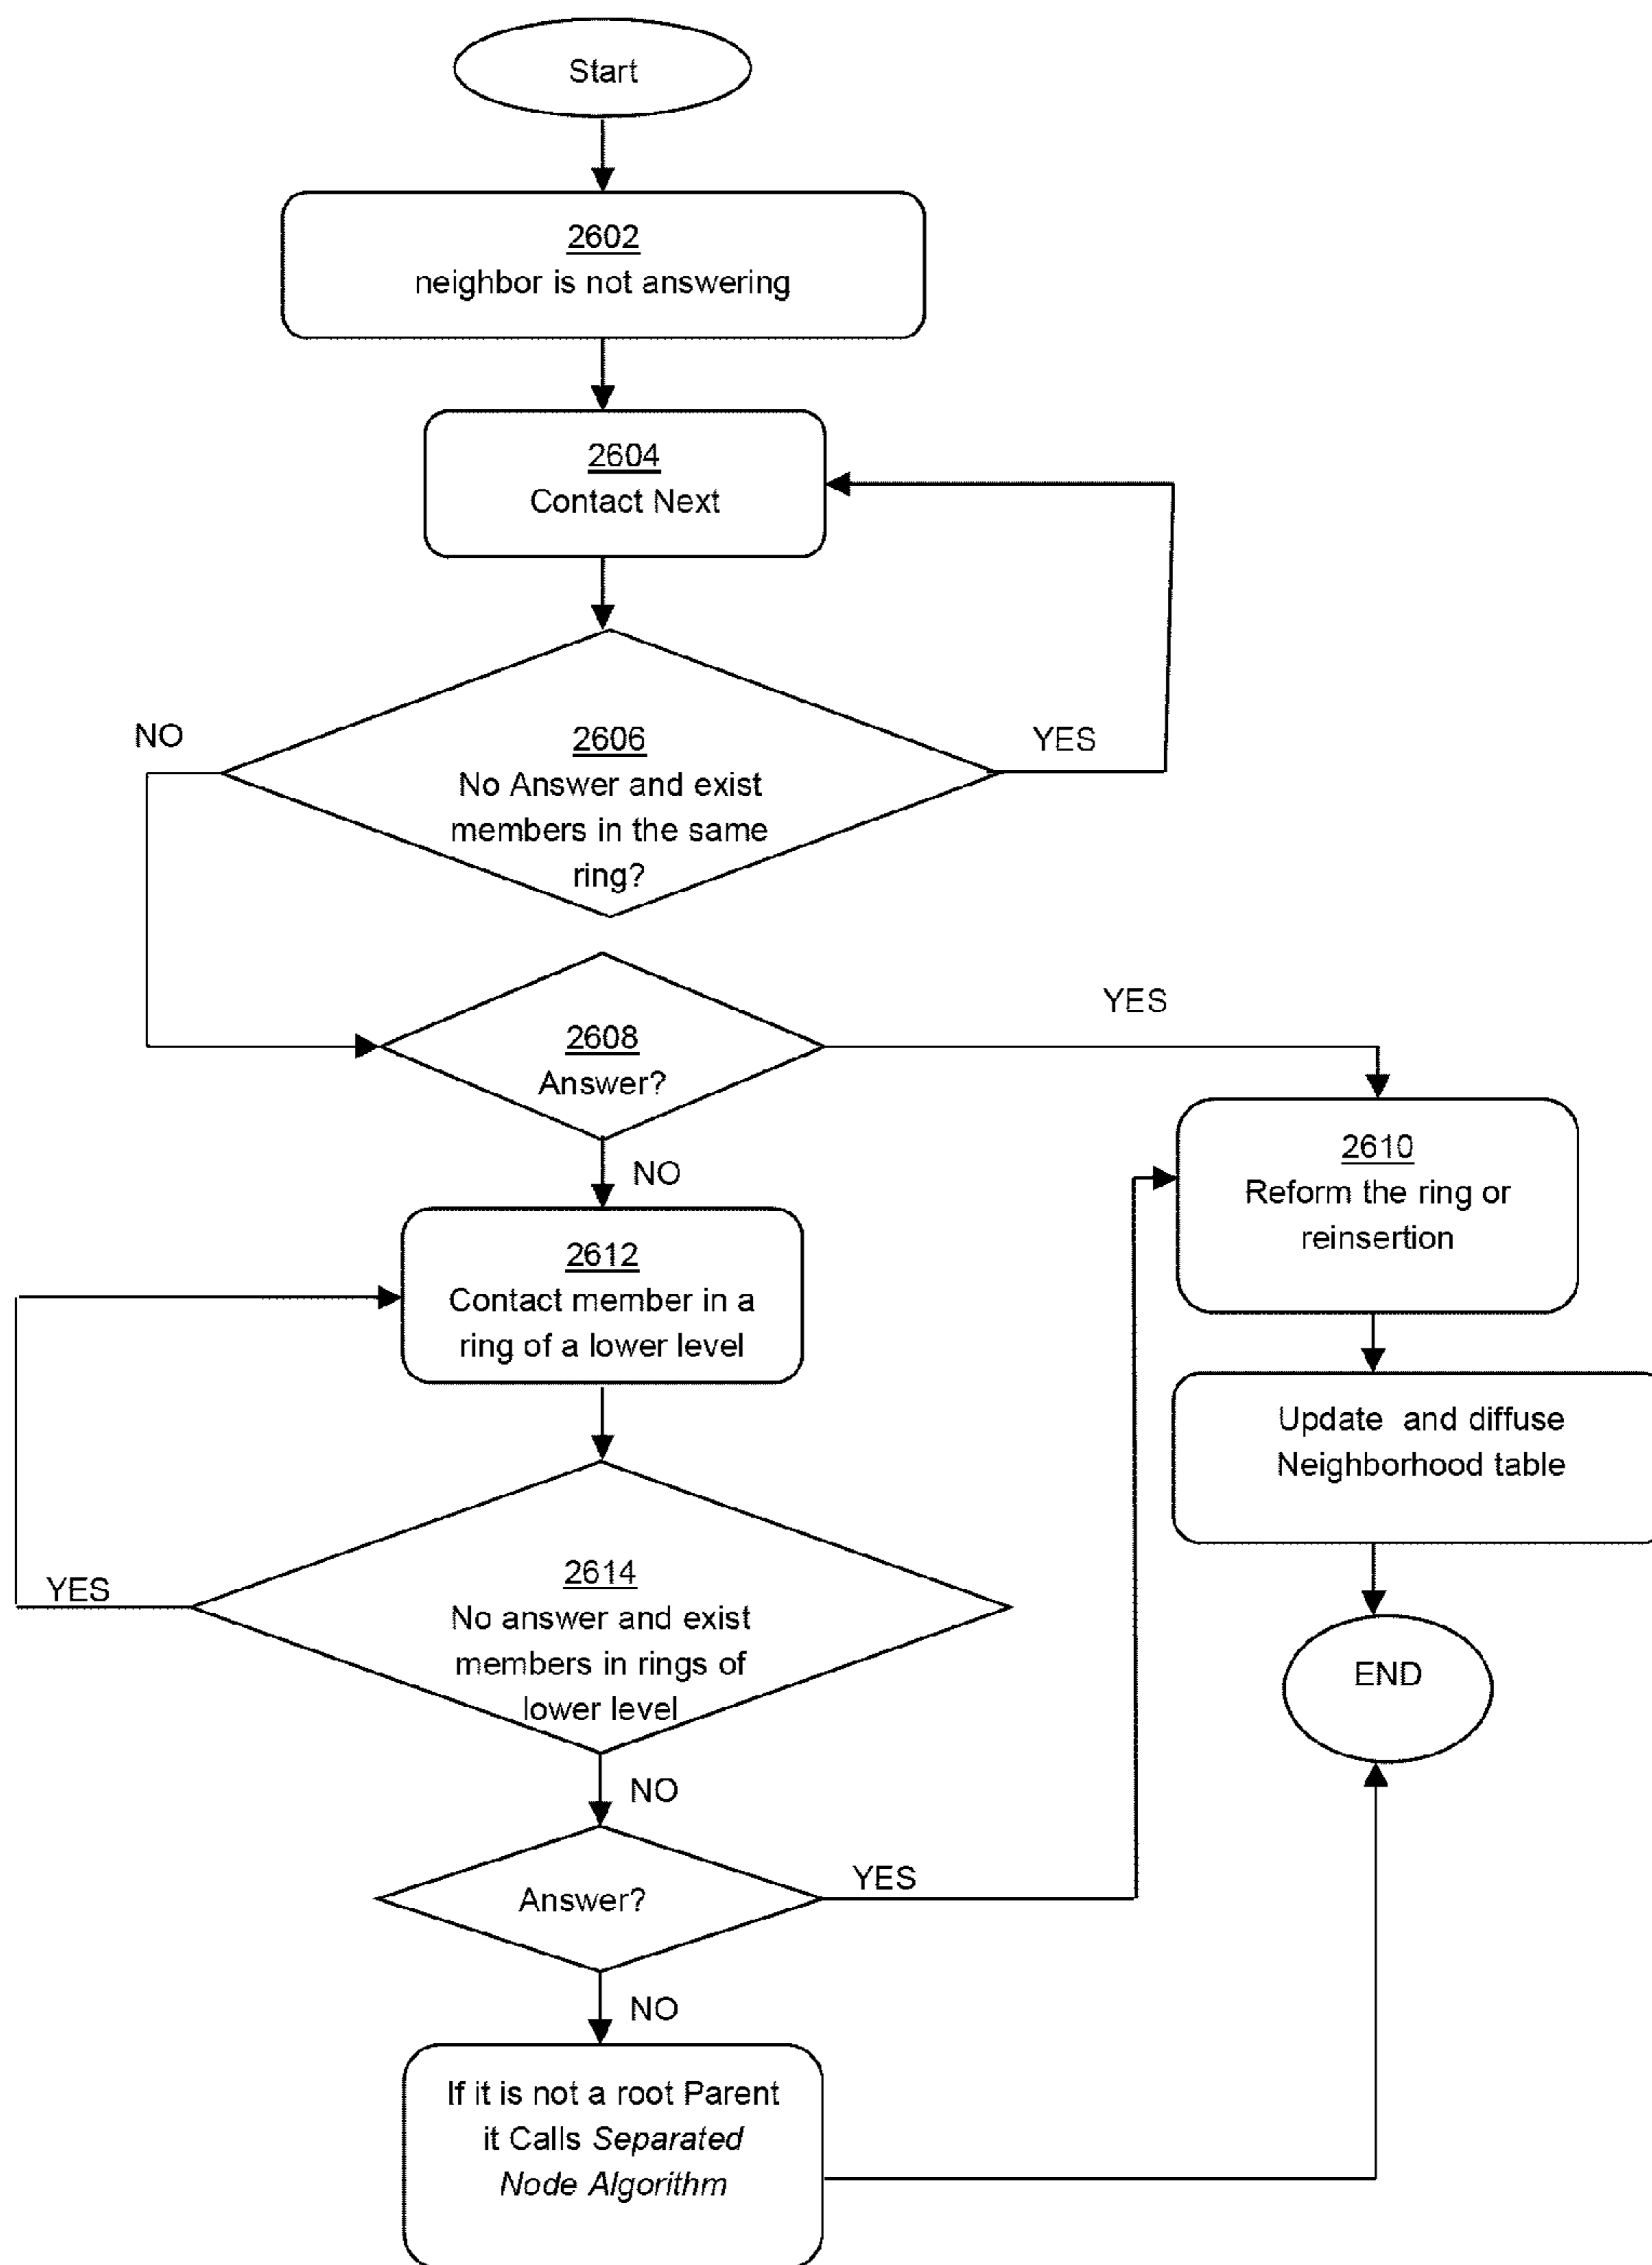 Start
2602
neighbor is not answering
2604
Contact Next
NO
2606
YES
No Answer and exist
members in the same
ring?
YES
2608
Answer?
NO
2610
Reform the ring or
reinsertion
2612
Contact member in a
ring of a lower level
Update and diffuse
Neighborhood table
YES
2614
No answer and exist
members in rings of
lower level
END
NO
Answer?
YES
NO
If it is not a root Parent
it Calls Separated
Node Algorithm